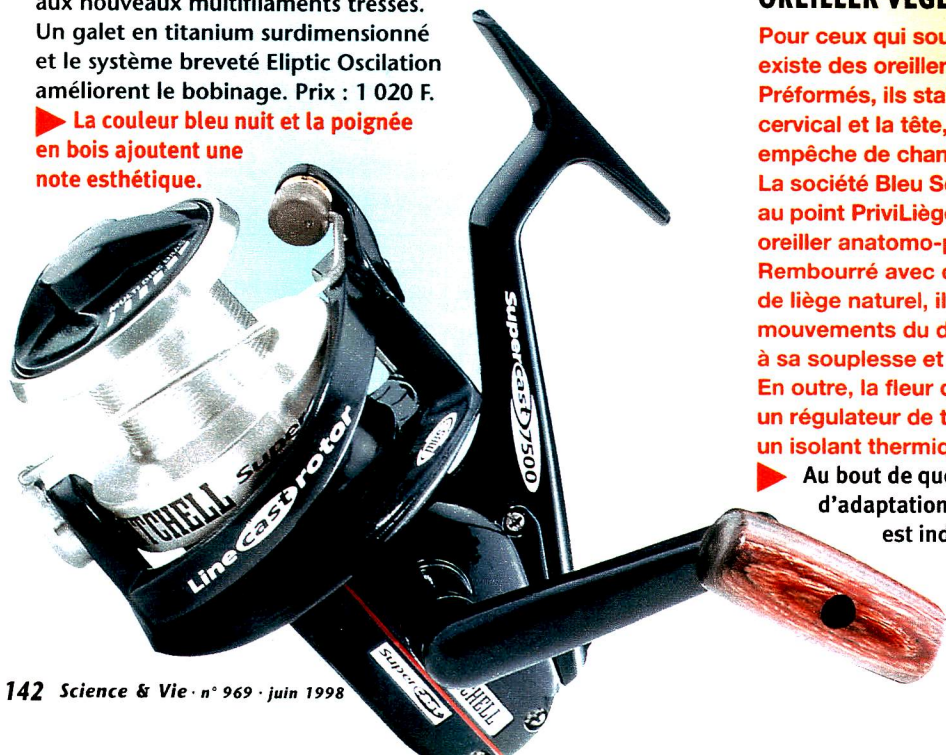 aux nouveaux multifilaments tressés.
Un galet en titanium surdimensionné
et le système breveté Eliptic Oscilation
améliorent le bobinage. Prix : 1 020 F.
La couleur bleu nuit et la poignée
en bois ajoutent une
note esthétique.
Pour ceux qui sou
existe des oreiller
Préformés, ils sta
cervical et la tête,
empêche de chan
La société Bleu S
au point PriviLièg
oreiller anatomo-p
Rembourré avec
de liège naturel, il
mouvements du d
à sa souplesse et
En outre, la fleur
un régulateur de t
un isolant thermiq
Au bout de que
d'adaptation
est inc
Supercast 7500
TCHELL Super
Line Cast rotor
Supercast
HELL
142 Science & Vie · n° 969 · juin 1998